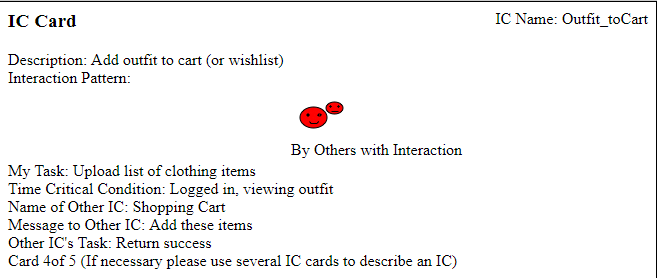 IC Card
IC Name: Outfit_toCart
Description: Add outfit to cart (or wishlist)
Interaction Pattern:
By Others with Interaction
My Task: Upload list of clothing items
Time Critical Condition: Logged in, viewing outfit
Name of Other IC: Shopping Cart
Message to Other IC: Add these items
Other IC's Task: Return success
Card 4of 5 (If necessary please use several IC cards to describe an IC)